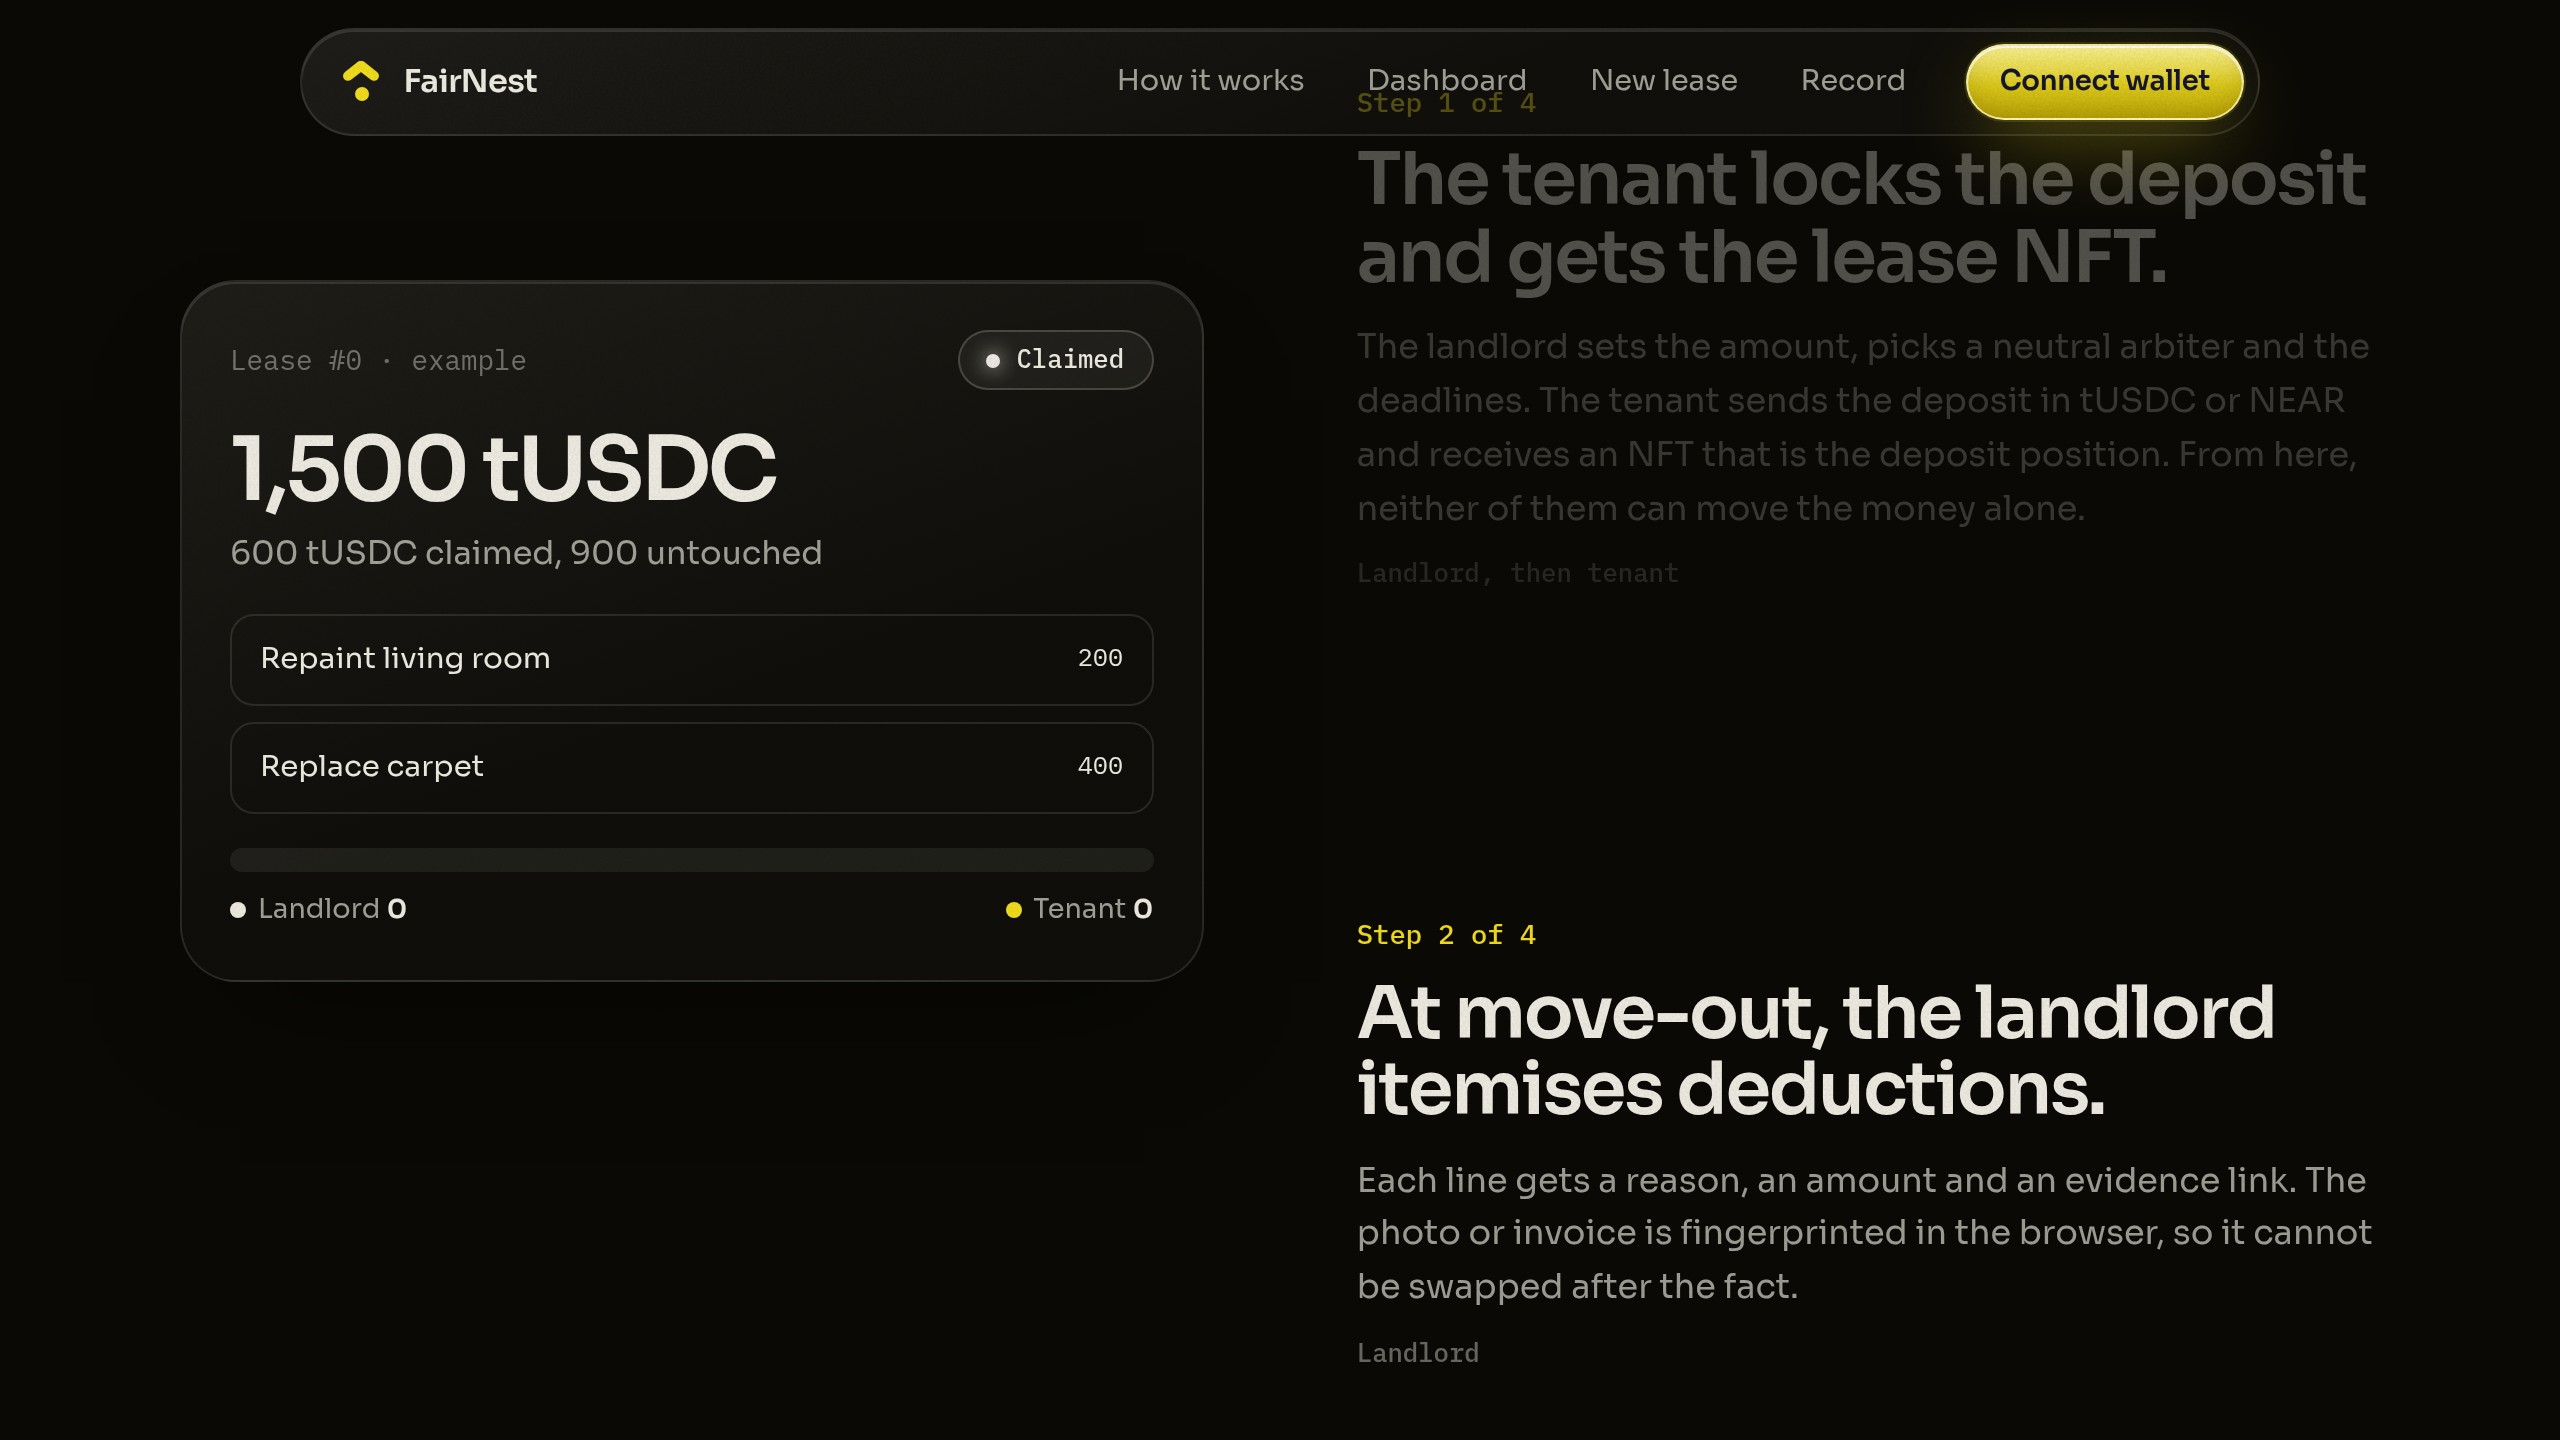 FairNest
How it works
Dashboard
New lease
Record
Connect wallet
Lease #0 · example
Claimed
1,500 tUSDC
600 tUSDC claimed, 900 untouched
Repaint living room
200
Replace carpet
400
Landlord 0
Tenant 0
Step 1 of 4
The tenant locks the deposit
and gets the lease NFT.
The landlord sets the amount, picks a neutral arbiter and the
deadlines. The tenant sends the deposit in tUSDC or NEAR
and receives an NFT that is the deposit position. From here,
neither of them can move the money alone.
Landlord, then tenant
Step 2 of 4
At move-out, the landlord
itemises deductions.
Each line gets a reason, an amount and an evidence link. The
photo or invoice is fingerprinted in the browser, so it cannot
be swapped after the fact.
Landlord